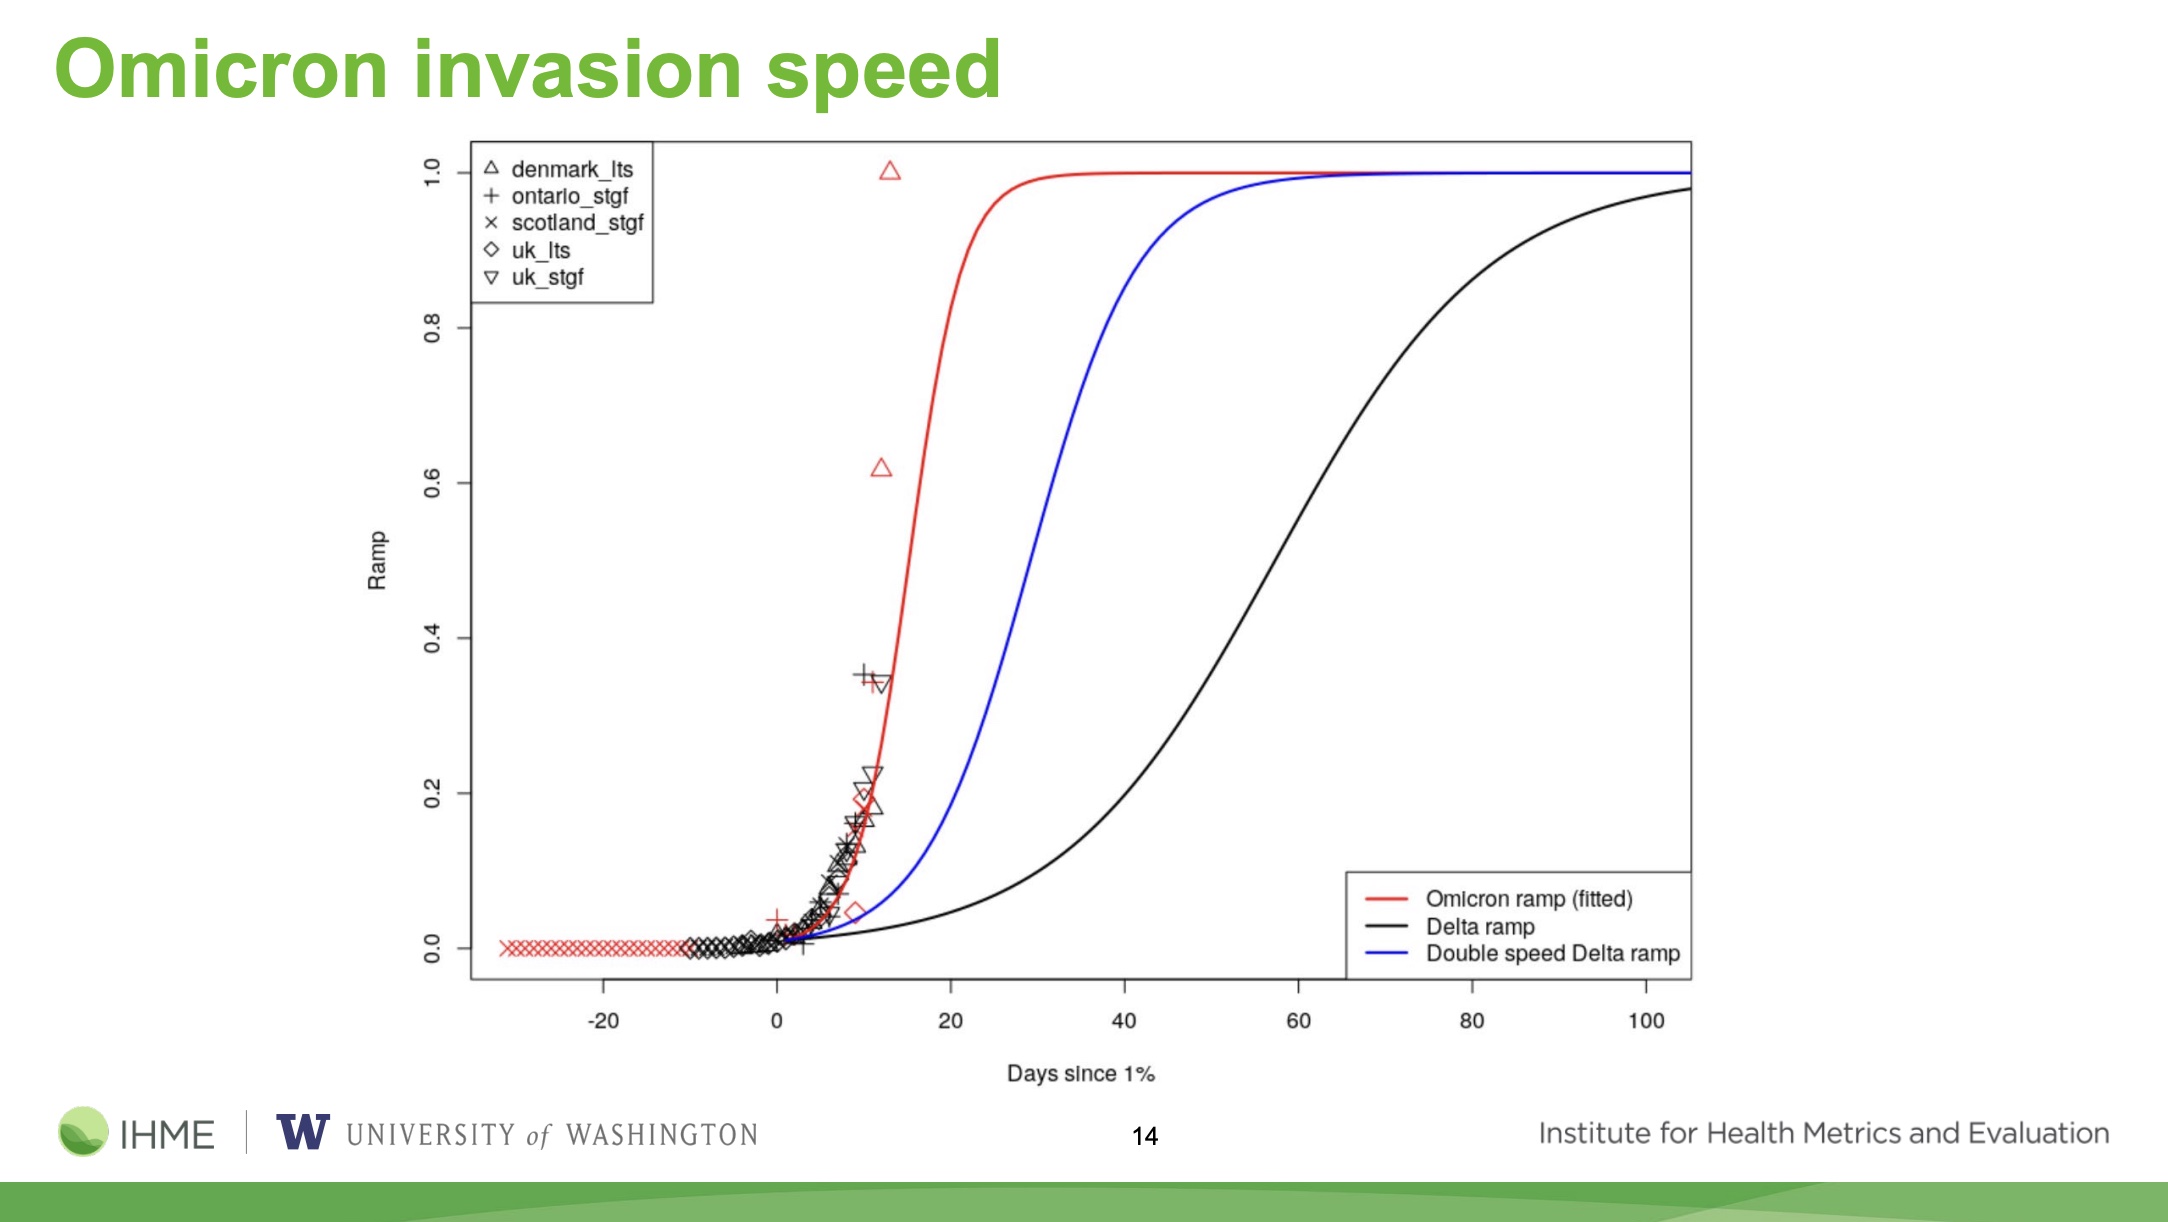 Omicron invasion speed
denmark_lts
ontario_stgf
scotland_stgf
uk_lts
uk_stgf
1.0
0.8
0.6
0.4
0.2
0.0
Ramp
Omicron ramp (fitted)
Delta ramp
Double speed Delta ramp
-20 0 20 40 60 80 100
Days since 1%
IHME W UNIVERSITY of WASHINGTON 14 Institute for Health Metrics and Evaluation